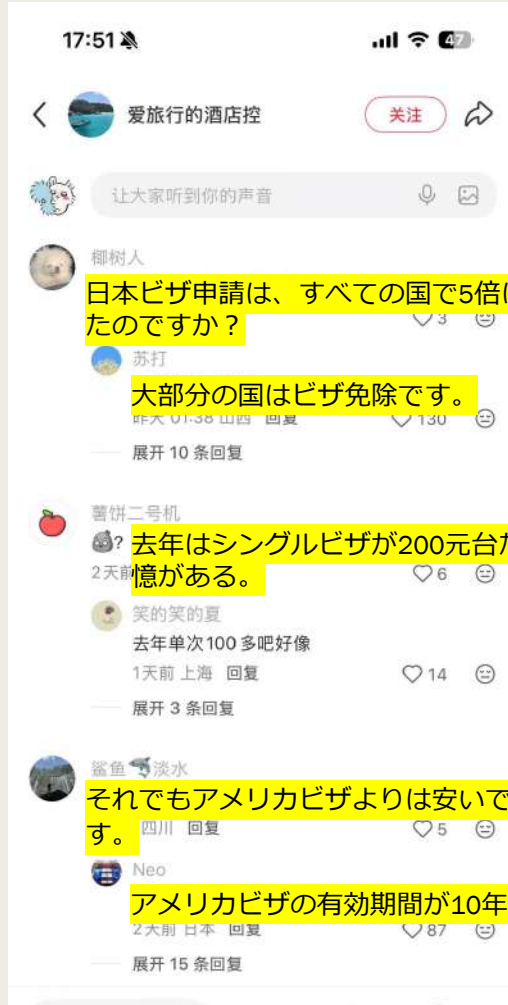 17:51
47
爱旅行的酒店控
关注
让大家听到你的声音
椰树人
日本ビザ申請は、すべての国で5倍
たのですか？
3
苏打
大部分の国はビザ免除です。
昨天 01:38 山西 回复
130
展开 10 条回复
薯饼二号机
? 去年はシングルビザが200元台
2天前 憶がある。
6
笑的笑的夏
去年单次100多吧好像
1天前 上海 回复
14
展开 3 条回复
鲨鱼🦈淡水
それでもアメリカビザよりは安いで
す。 四川 回复
5
Neo
アメリカビザの有効期間が10年
2天前 日本 回复
87
展开 15 条回复